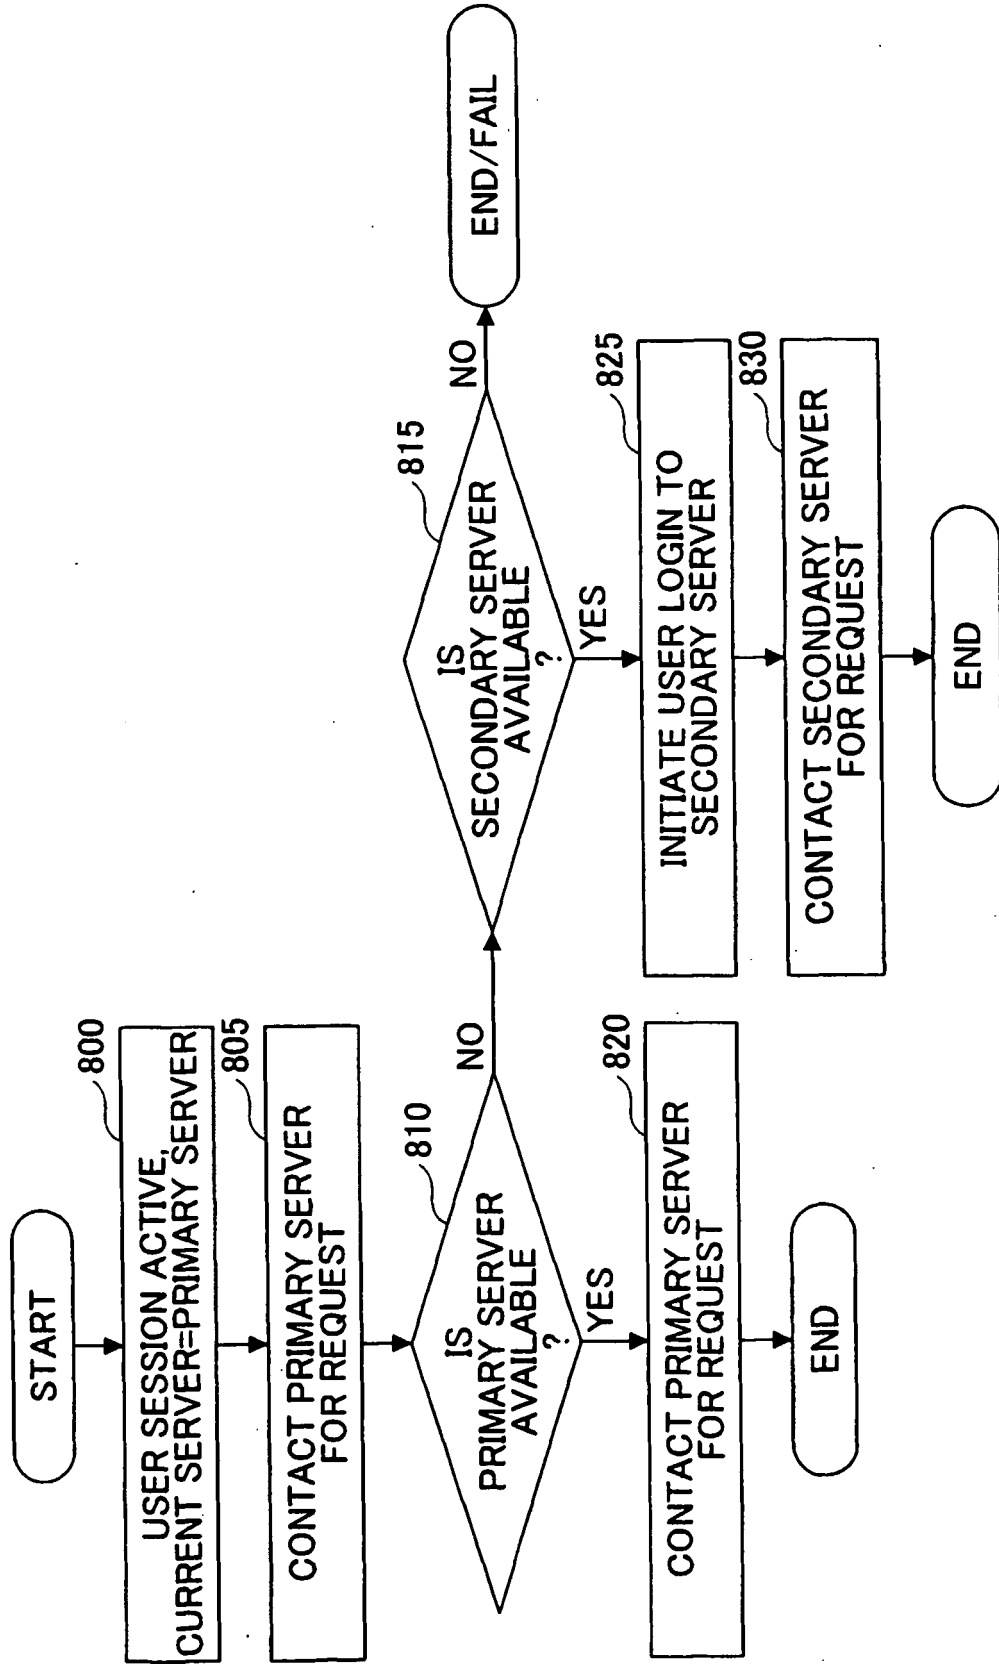 START
800
USER SESSION ACTIVE,
CURRENT SERVER=PRIMARY SERVER
805
CONTACT PRIMARY SERVER
FOR REQUEST
810
IS
PRIMARY SERVER
AVAILABLE
?
NO
YES
815
IS
SECONDARY SERVER
AVAILABLE
?
NO
YES
END/FAIL
820
CONTACT PRIMARY SERVER
FOR REQUEST
END
825
INITIATE USER LOGIN TO
SECONDARY SERVER
830
CONTACT SECONDARY SERVER
FOR REQUEST
END